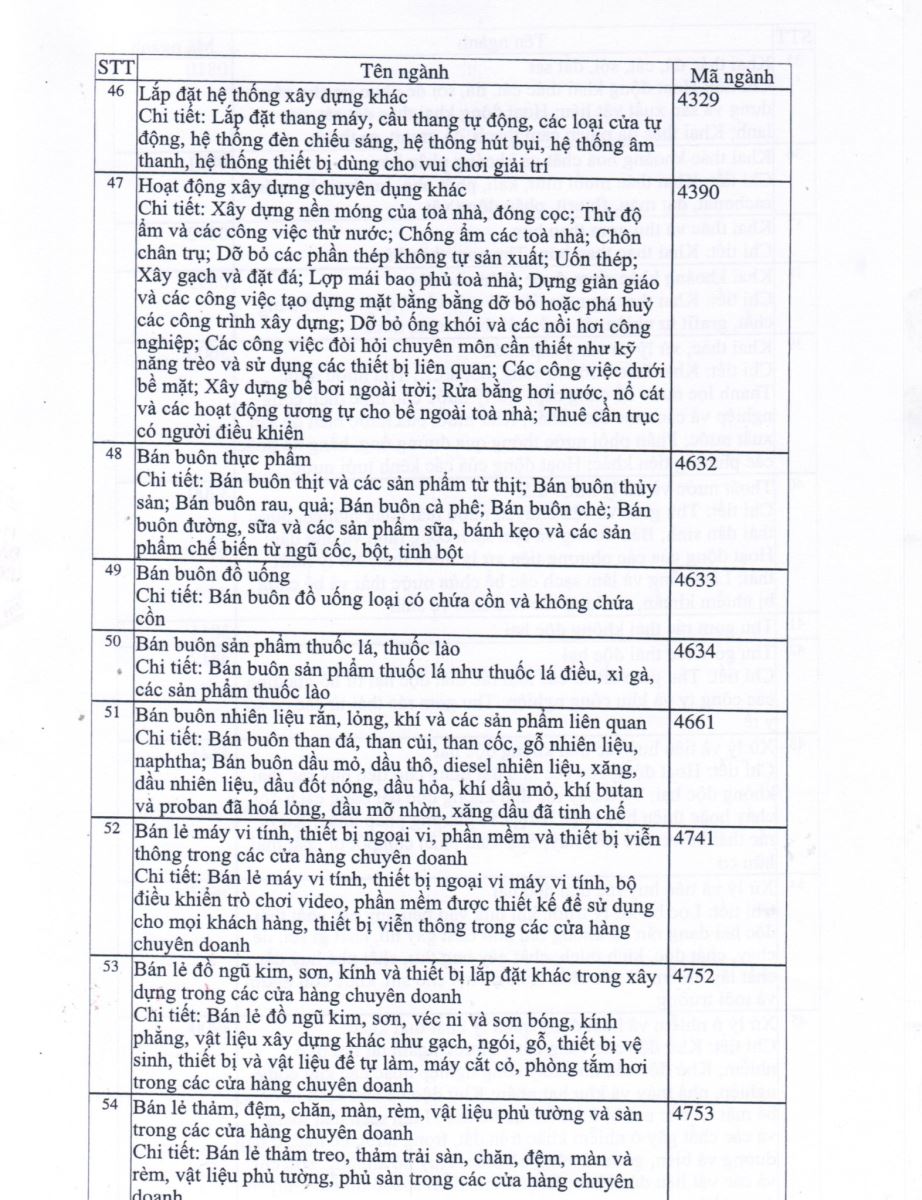 STT Tên ngành Mã ngành
46 Lắp đặt hệ thống xây dựng khác 4329
Chi tiết: Lắp đặt thang máy, cầu thang tự động, các loại cửa tự
động, hệ thống đèn chiếu sáng, hệ thống hút bụi, hệ thống âm
thanh, hệ thống thiết bị dùng cho vui chơi giải trí
47 Hoạt động xây dựng chuyên dụng khác 4390
Chi tiết: Xây dựng nền móng của toà nhà, đóng cọc; Thử độ
ẩm và các công việc thử nước; Chống ẩm các toà nhà; Chôn
chân trụ; Dỡ bỏ các phần thép không tự sản xuất; Uốn thép;
Xây gạch và đặt đá; Lợp mái bao phủ toà nhà; Dựng giàn giáo
và các công việc tạo dựng mặt bằng bằng dỡ bỏ hoặc phá huỷ
các công trình xây dựng; Dỡ bỏ ống khói và các nồi hơi công
nghiệp; Các công việc đòi hỏi chuyên môn cần thiết như kỹ
năng trèo và sử dụng các thiết bị liên quan; Các công việc dưới
bề mặt; Xây dựng bể bơi ngoài trời; Rửa bằng hơi nước, nổ cát
và các hoạt động tương tự cho bề ngoài toà nhà; Thuê cần trục
có người điều khiển
48 Bán buôn thực phẩm 4632
Chi tiết: Bán buôn thịt và các sản phẩm từ thịt; Bán buôn thủy
sản; Bán buôn rau, quả; Bán buôn cà phê; Bán buôn chè; Bán
buôn đường, sữa và các sản phẩm sữa, bánh kẹo và các sản
phẩm chế biến từ ngũ cốc, bột, tinh bột
49 Bán buôn đồ uống 4633
Chi tiết: Bán buôn đồ uống loại có chứa cồn và không chứa
cồn
50 Bán buôn sản phẩm thuốc lá, thuốc lào 4634
Chi tiết: Bán buôn sản phẩm thuốc lá như thuốc lá điều, xì gà,
các sản phẩm thuốc lào
51 Bán buôn nhiên liệu rắn, lỏng, khí và các sản phẩm liên quan 4661
Chi tiết: Bán buôn than đá, than củi, than cốc, gỗ nhiên liệu,
naphtha; Bán buôn dầu mỏ, dầu thô, diesel nhiên liệu, xăng,
dầu nhiên liệu, dầu đốt nóng, dầu hỏa, khí dầu mỏ, khí butan
và proban đã hoá lỏng, dầu mỡ nhờn, xăng dầu đã tinh chế
52 Bán lẻ máy vi tính, thiết bị ngoại vi, phần mềm và thiết bị viễn 4741
thông trong các cửa hàng chuyên doanh
Chi tiết: Bán lẻ máy vi tính, thiết bị ngoại vi máy vi tính, bộ
điều khiển trò chơi video, phần mềm được thiết kế để sử dụng
cho mọi khách hàng, thiết bị viễn thông trong các cửa hàng
chuyên doanh
53 Bán lẻ đồ ngũ kim, sơn, kính và thiết bị lắp đặt khác trong xây 4752
dựng trong các cửa hàng chuyên doanh
Chi tiết: Bán lẻ đồ ngũ kim, sơn, véc ni và sơn bóng, kính
phẳng, vật liệu xây dựng khác như gạch, ngói, gỗ, thiết bị vệ
sinh, thiết bị và vật liệu để tự làm, máy cắt cỏ, phòng tắm hơi
trong các cửa hàng chuyên doanh
54 Bán lẻ thảm, đệm, chăn, màn, rèm, vật liệu phủ tường và sàn 4753
trong các cửa hàng chuyên doanh
Chi tiết: Bán lẻ thảm treo, thảm trải sàn, chăn, đệm, màn và
rèm, vật liệu phủ tường, phủ sàn trong các cửa hàng chuyên
doanh